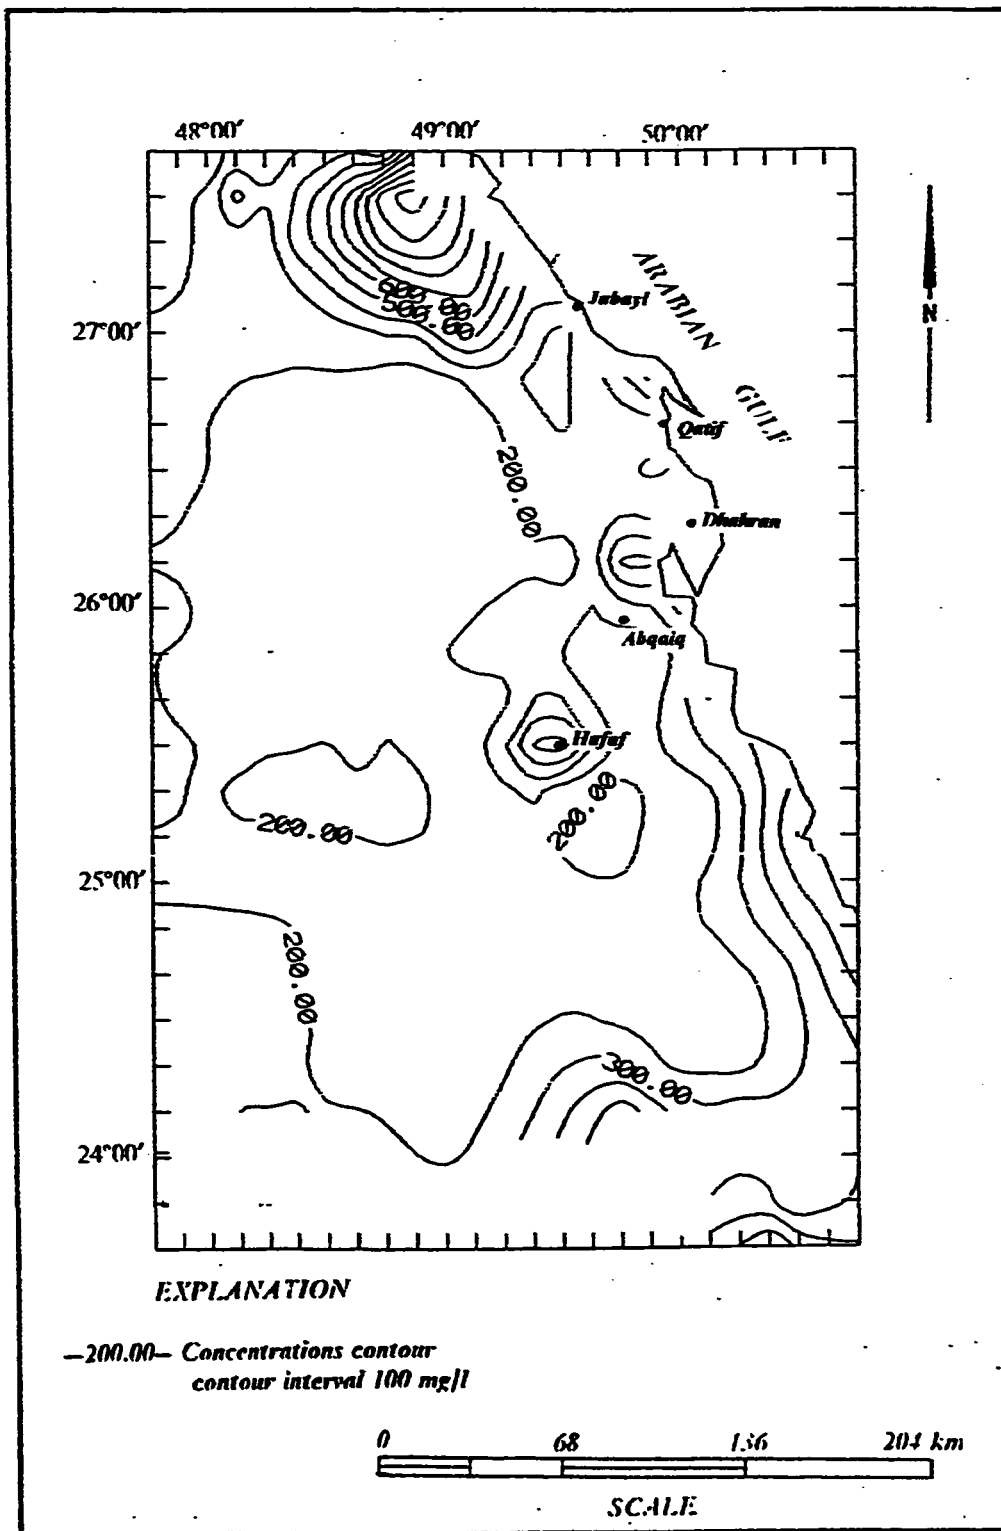 48°00′ 49°00′ 50°00′
ARABIAN
GULF
N
Jubayl
600.00
500.00
27°00′
Qatif
200.00
Dhahran
26°00′
Abqaiq
Hufuf
200.00
200.00
25°00′
200.00
300.00
24°00′
EXPLANATION
—200.00— Concentrations contour
contour interval 100 mg/l
0 68 136 204 km
SCALE